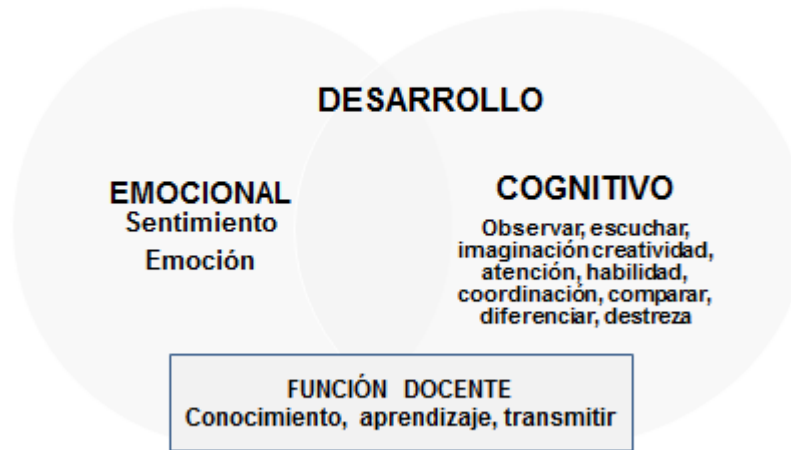 DESARROLLO
EMOCIONAL
Sentimiento
Emoción
COGNITIVO
Observar, escuchar,
imaginación creatividad,
atención, habilidad,
coordinación, comparar,
diferenciar, destreza
FUNCIÓN DOCENTE
Conocimiento, aprendizaje, transmitir